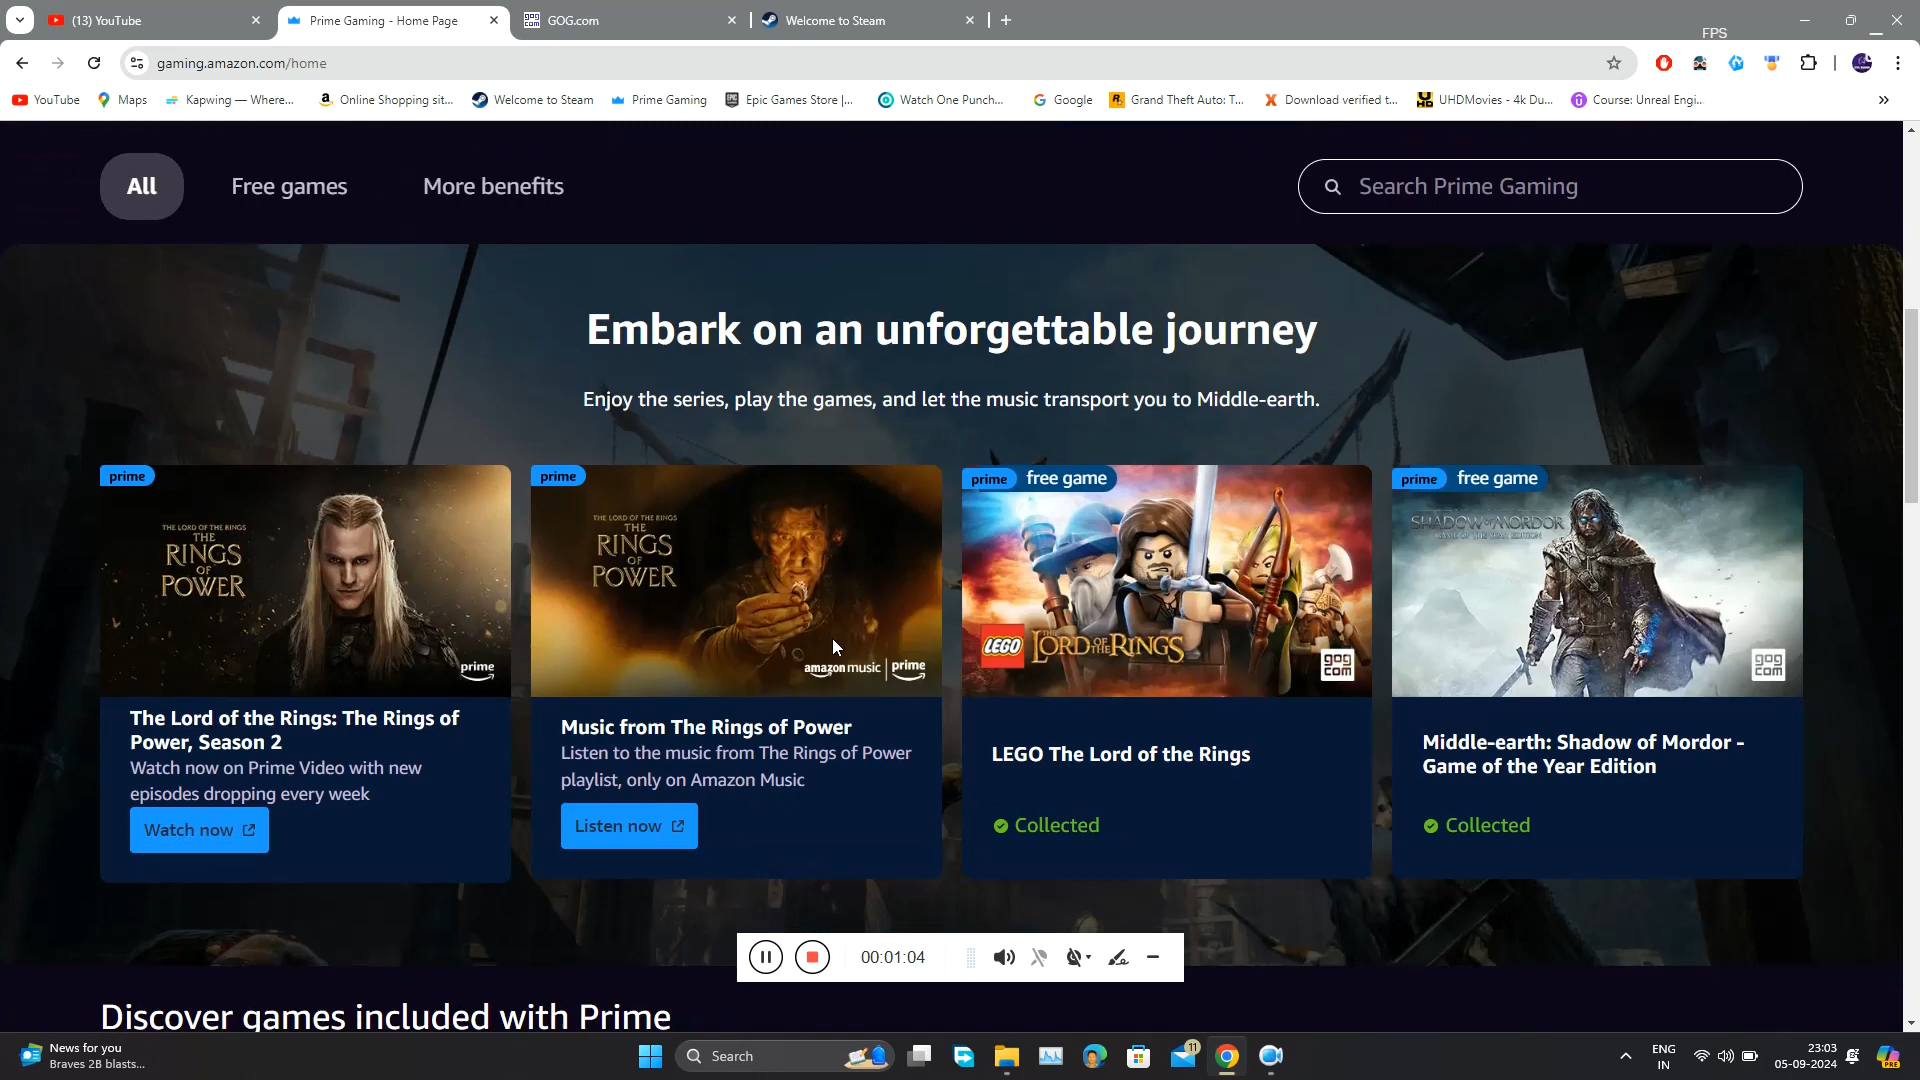 (13) YouTube
Prime Gaming - Home Page
GOG.com
Welcome to Steam
FPS
gaming.amazon.com/home
YouTube
Maps
Kapwing — Where...
Online Shopping sit...
Welcome to Steam
Prime Gaming
Epic Games Store |...
Watch One Punch...
Google
Grand Theft Auto: T...
Download verified t...
UHDMovies - 4k Du...
Course: Unreal Engi...
All
Free games
More benefits
Search Prime Gaming
Embark on an unforgettable journey
Enjoy the series, play the games, and let the music transport you to Middle-earth.
prime
THE LORD OF THE RINGS
THE
RINGS
OF
POWER
prime
The Lord of the Rings: The Rings of
Power, Season 2
Watch now on Prime Video with new
episodes dropping every week
Watch now
prime
THE LORD OF THE RINGS
THE
RINGS
OF
POWER
amazon music | prime
Music from The Rings of Power
Listen to the music from The Rings of Power
playlist, only on Amazon Music
Listen now
prime free game
LEGO THE LORD OF THE RINGS
gog
com
LEGO The Lord of the Rings
Collected
prime free game
SHADOW OF MORDOR
GAME OF THE YEAR EDITION
gog
com
Middle-earth: Shadow of Mordor -
Game of the Year Edition
Collected
00:01:04
Discover games included with Prime
News for you
Braves 2B blasts...
Search
11
ENG
IN
23:03
05-09-2024
PRE